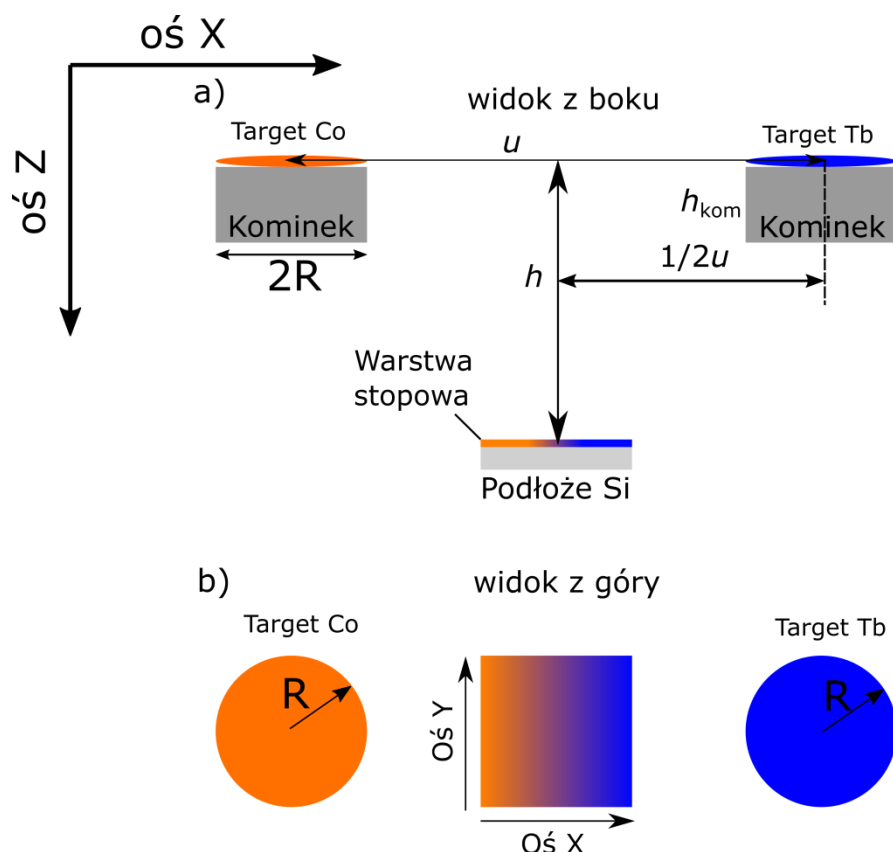 oś X
oś Z
a)
widok z boku
Target Co
Target Tb
u
Kominek
h_kom
Kominek
2R
h
1/2u
Warstwa
stopowa
Podłoże Si
b)
widok z góry
Target Co
Target Tb
R
Oś Y
R
Oś X